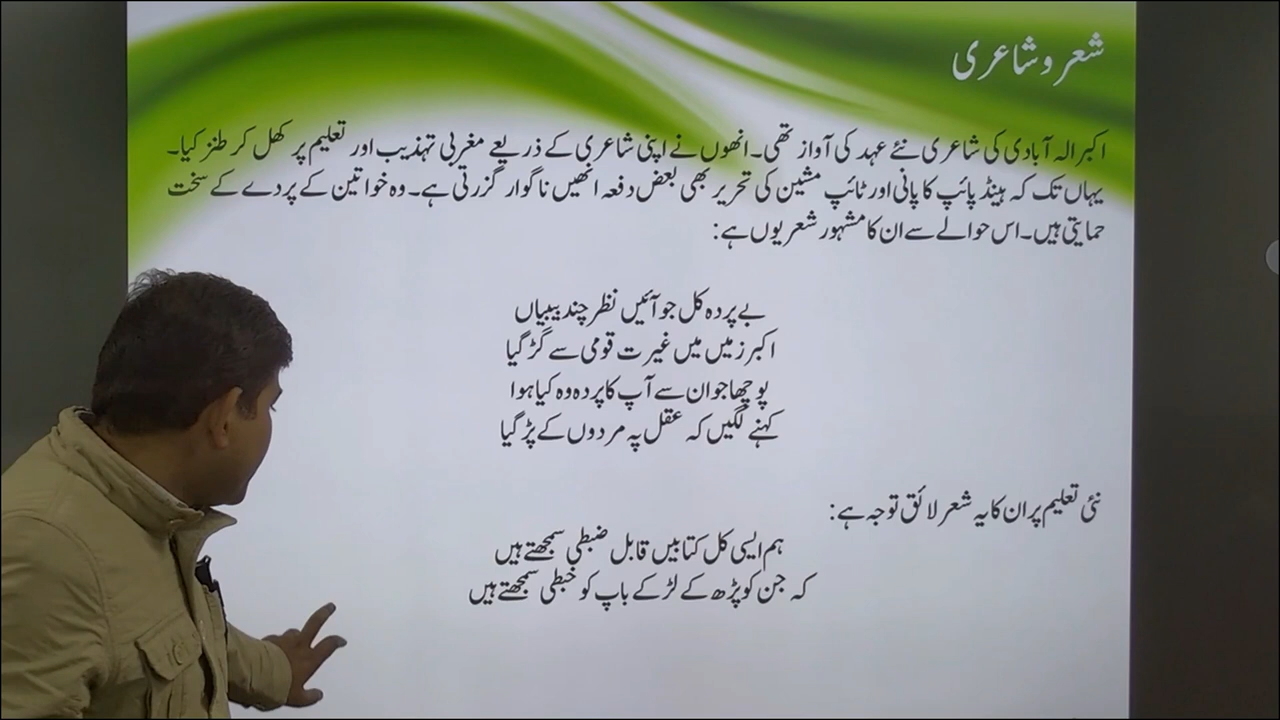 شعر و شاعری
اکبر الہ آبادی کی شاعری نئے عہد کی آواز تھی۔ انھوں نے اپنی شاعری کے ذریعے مغربی تہذیب اور تعلیم پر کھل کر طنز کیا۔
یہاں تک کہ ہینڈ پائپ کا پانی اور ٹائپ مشین کی تحریر بھی بعض دفعہ انھیں ناگوار گزرتی ہے۔ وہ خواتین کے پردے کے سخت
حمایتی ہیں۔ اس حوالے سے ان کا مشہور شعر یوں ہے:
بے پردہ کل جو آئیں نظر چند بیبیاں
اکبر زمیں میں غیرت قومی سے گڑ گیا
پوچھا جو ان سے آپ کا پردہ وہ کیا ہوا
کہنے لگیں کہ عقل پہ مردوں کے پڑ گیا
نئی تعلیم پر ان کا یہ شعر لائق توجہ ہے:
ہم ایسی کل کتابیں قابل ضبطی سمجھتے ہیں
کہ جن کو پڑھ کے لڑکے باپ کو خبطی سمجھتے ہیں